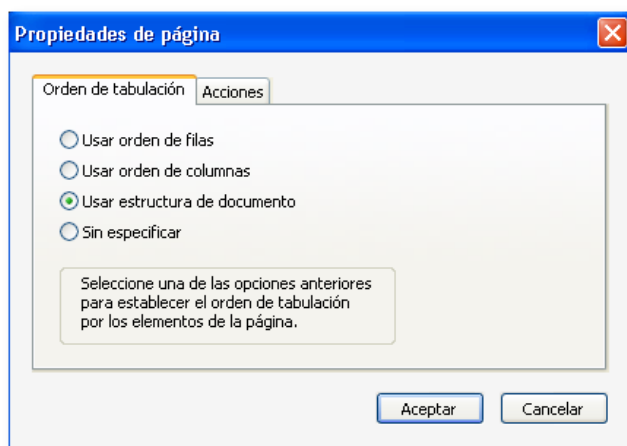 Propiedades de página
Orden de tabulación
Acciones
Usar orden de filas
Usar orden de columnas
Usar estructura de documento
Sin especificar
Seleccione una de las opciones anteriores
para establecer el orden de tabulación
por los elementos de la página.
Aceptar
Cancelar